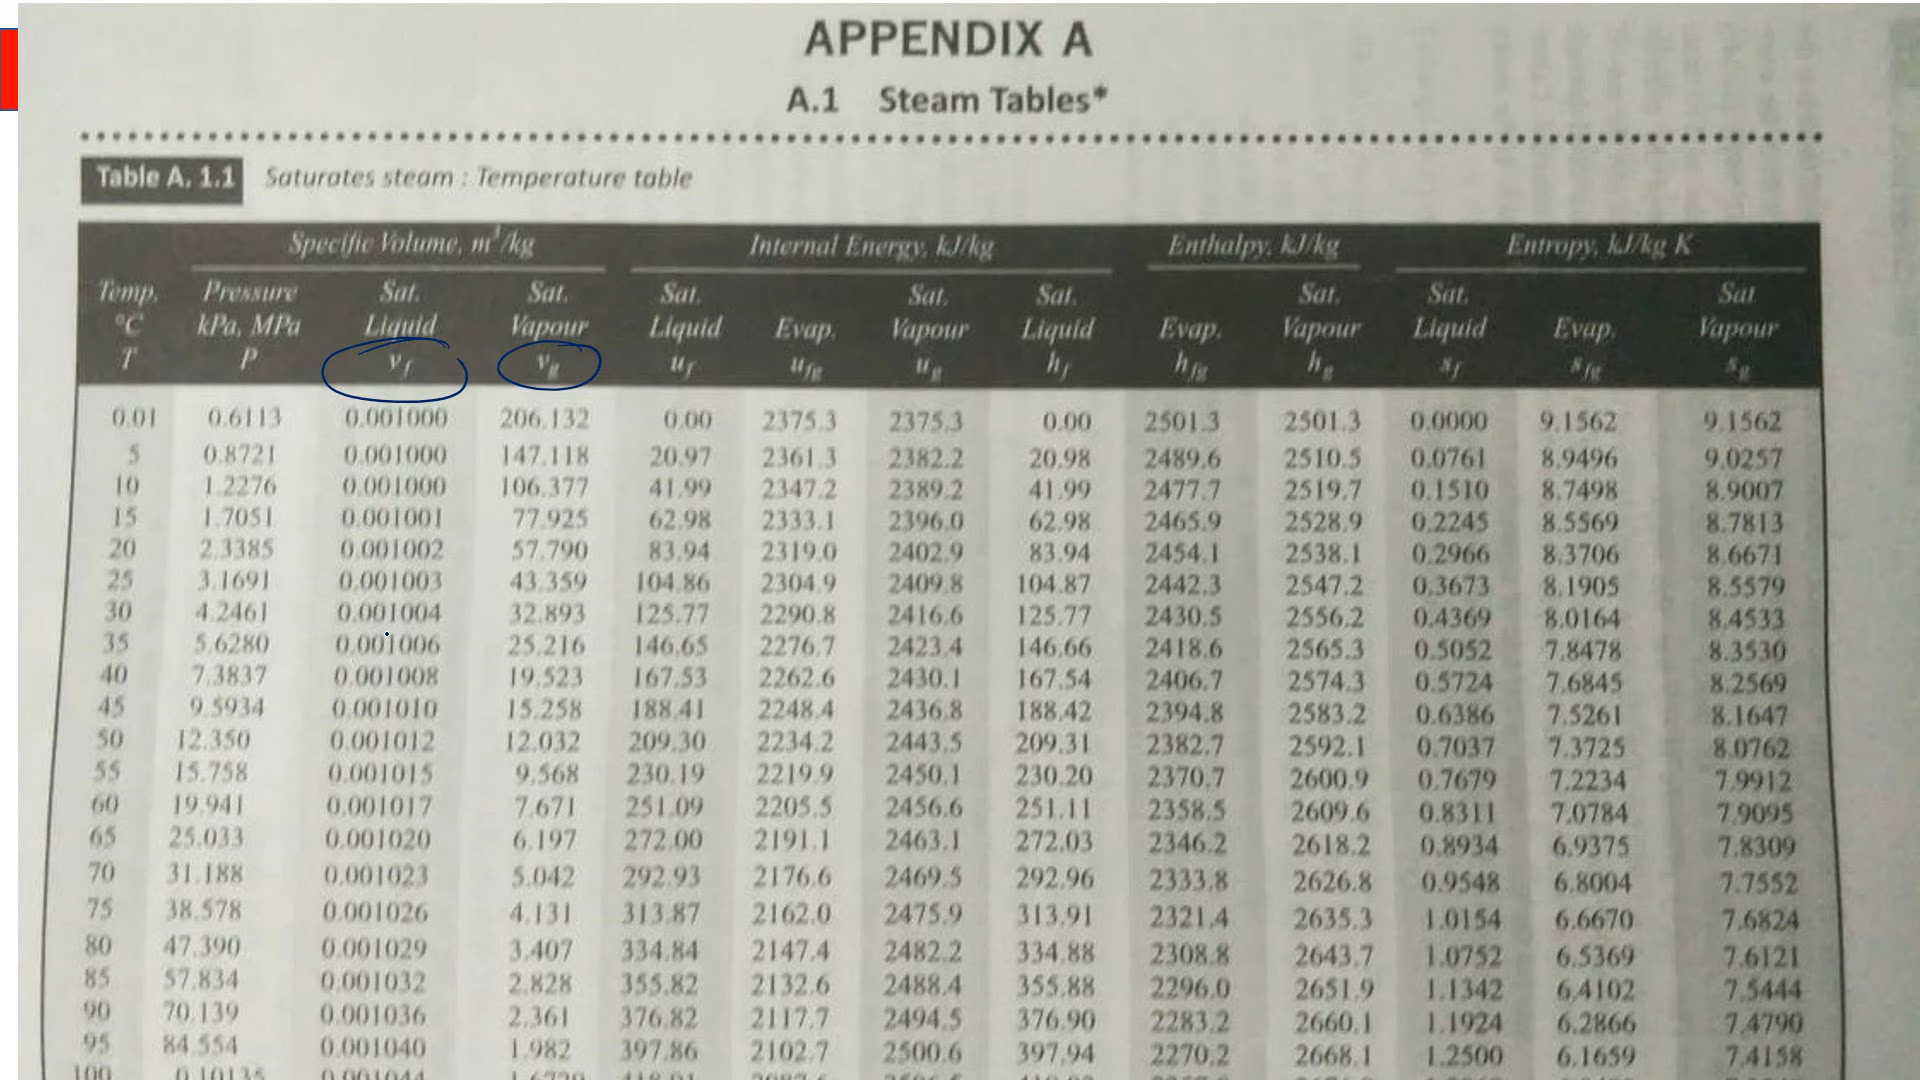 APPENDIX A
A.1 Steam Tables*
Table A. 1.1 Saturates steam : Temperature table
Specific Volume, m³/kg Internal Energy, kJ/kg Enthalpy, kJ/kg Entropy, kJ/kg K
Temp. Pressure Sat. Sat. Sat. Sat. Sat. Sat. Sat. Sat
°C kPa, MPa Liquid Vapour Liquid Evap. Vapour Liquid Evap. Vapour Liquid Evap. Vapour
T P vf vg uf ufg ug hf hfg hg sf sfg sg
0.01 0.6113 0.001000 206.132 0.00 2375.3 2375.3 0.00 2501.3 2501.3 0.0000 9.1562 9.1562
5 0.8721 0.001000 147.118 20.97 2361.3 2382.2 20.98 2489.6 2510.5 0.0761 8.9496 9.0257
10 1.2276 0.001000 106.377 41.99 2347.2 2389.2 41.99 2477.7 2519.7 0.1510 8.7498 8.9007
15 1.7051 0.001001 77.925 62.98 2333.1 2396.0 62.98 2465.9 2528.9 0.2245 8.5569 8.7813
20 2.3385 0.001002 57.790 83.94 2319.0 2402.9 83.94 2454.1 2538.1 0.2966 8.3706 8.6671
25 3.1691 0.001003 43.359 104.86 2304.9 2409.8 104.87 2442.3 2547.2 0.3673 8.1905 8.5579
30 4.2461 0.001004 32.893 125.77 2290.8 2416.6 125.77 2430.5 2556.2 0.4369 8.0164 8.4533
35 5.6280 0.001006 25.216 146.65 2276.7 2423.4 146.66 2418.6 2565.3 0.5052 7.8478 8.3530
40 7.3837 0.001008 19.523 167.53 2262.6 2430.1 167.54 2406.7 2574.3 0.5724 7.6845 8.2569
45 9.5934 0.001010 15.258 188.41 2248.4 2436.8 188.42 2394.8 2583.2 0.6386 7.5261 8.1647
50 12.350 0.001012 12.032 209.30 2234.2 2443.5 209.31 2382.7 2592.1 0.7037 7.3725 8.0762
55 15.758 0.001015 9.568 230.19 2219.9 2450.1 230.20 2370.7 2600.9 0.7679 7.2234 7.9912
60 19.941 0.001017 7.671 251.09 2205.5 2456.6 251.11 2358.5 2609.6 0.8311 7.0784 7.9095
65 25.033 0.001020 6.197 272.00 2191.1 2463.1 272.03 2346.2 2618.2 0.8934 6.9375 7.8309
70 31.188 0.001023 5.042 292.93 2176.6 2469.5 292.96 2333.8 2626.8 0.9548 6.8004 7.7552
75 38.578 0.001026 4.131 313.87 2162.0 2475.9 313.91 2321.4 2635.3 1.0154 6.6670 7.6824
80 47.390 0.001029 3.407 334.84 2147.4 2482.2 334.88 2308.8 2643.7 1.0752 6.5369 7.6121
85 57.834 0.001032 2.828 355.82 2132.6 2488.4 355.88 2296.0 2651.9 1.1342 6.4102 7.5444
90 70.139 0.001036 2.361 376.82 2117.7 2494.5 376.90 2283.2 2660.1 1.1924 6.2866 7.4790
95 84.554 0.001040 1.982 397.86 2102.7 2500.6 397.94 2270.2 2668.1 1.2500 6.1659 7.4158
100 0.10135 0.001044